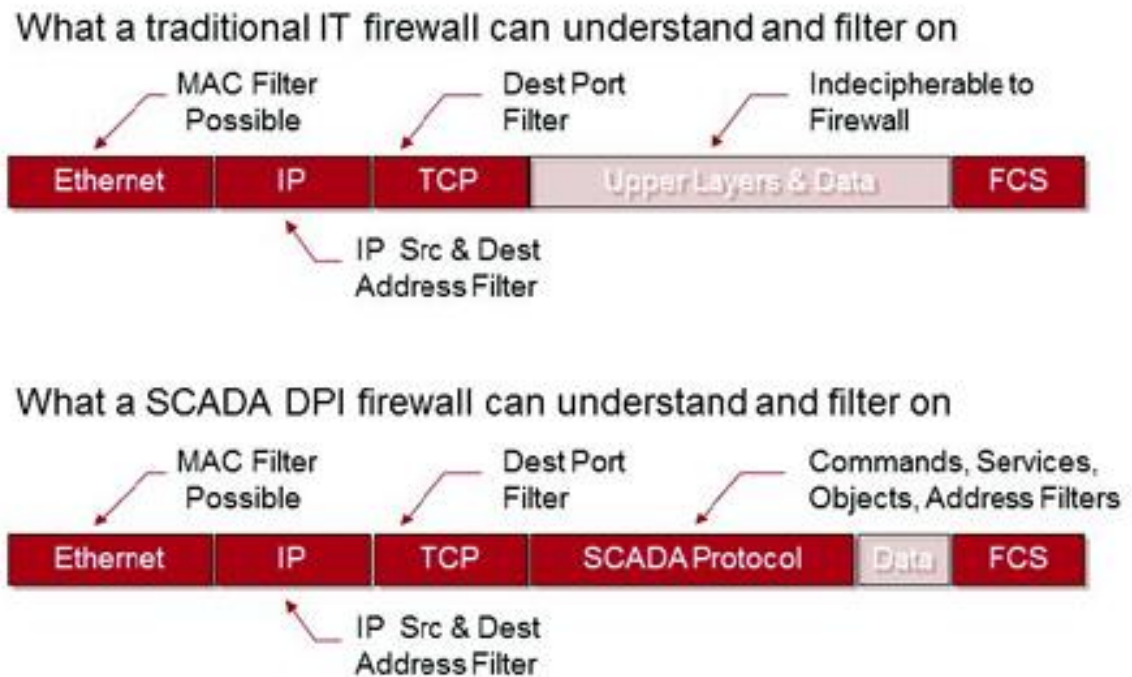 What a traditional IT firewall can understand and filter on
MAC Filter
Possible
Dest Port
Filter
Indecipherable to
Firewall
Ethernet
IP
TCP
Upper Layers & Data
FCS
IP Src & Dest
Address Filter
What a SCADA DPI firewall can understand and filter on
MAC Filter
Possible
Dest Port
Filter
Commands, Services,
Objects, Address Filters
Ethernet
IP
TCP
SCADA Protocol
Data
FCS
IP Src & Dest
Address Filter